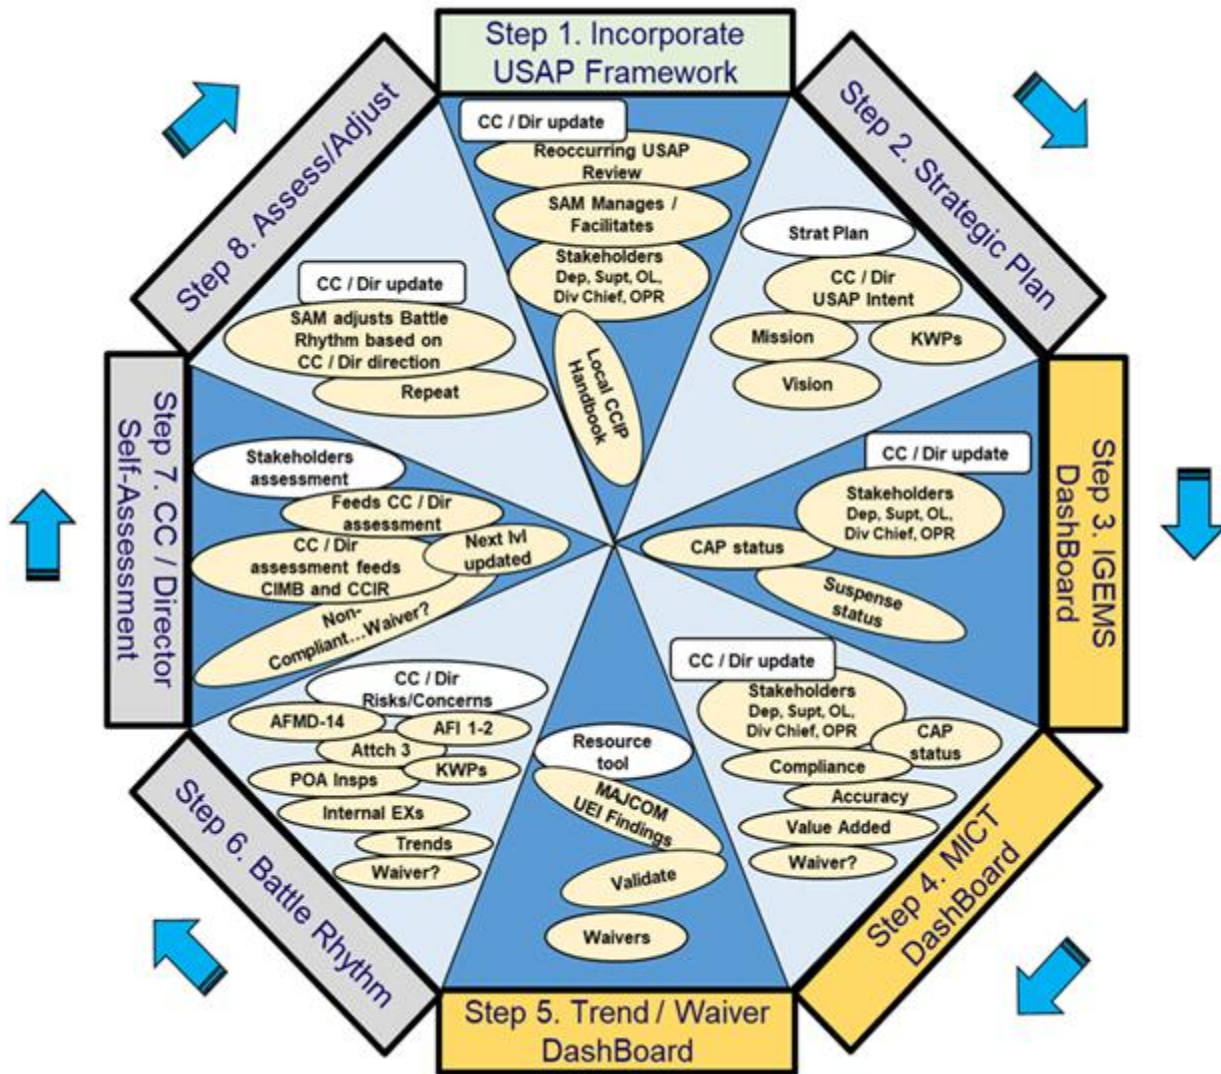 Step 1. Incorporate
USAP Framework
CC / Dir update
Reoccurring USAP
Review
SAM Manages /
Facilitates
Stakeholders
Dep, Supt, OL,
Div Chief, OPR
Local CCIP
Handbook
Step 2. Strategic Plan
Strat Plan
CC / Dir
USAP Intent
Mission
KWPs
Vision
Step 3. IGEMS
DashBoard
CC / Dir update
Stakeholders
Dep, Supt, OL,
Div Chief, OPR
CAP status
Suspense
status
Step 4. MICT
DashBoard
CC / Dir update
Stakeholders
Dep, Supt, OL,
Div Chief, OPR
CAP
status
Compliance
Accuracy
Value Added
Waiver?
Step 5. Trend / Waiver
DashBoard
Resource
tool
MAJCOM
UEI Findings
Validate
Waivers
Step 6. Battle Rhythm
CC / Dir
Risks/Concerns
AFMD-14
AFI 1-2
Attch 3
KWPs
POA Insps
Internal EXs
Trends
Waiver?
Step 7. CC / Director
Self-Assessment
Stakeholders
assessment
Feeds CC / Dir
assessment
CC / Dir
assessment feeds
CIMB and CCIR
Next lvl
updated
Non-
Compliant...Waiver?
Step 8. Assess/Adjust
CC / Dir update
SAM adjusts Battle
Rhythm based on
CC / Dir direction
Repeat